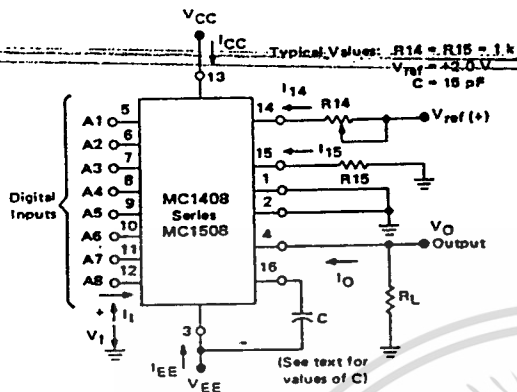 VCC
ICC
Typical Values: R14 = R15 = 1 k
Vref = +2.0 V
C = 15 pF
13
I14
A1 5
14 R14
Vref (+)
A2 6
A3 7
15 I15
R15
A4 8
1
Digital
Inputs
MC1408
Series
MC1508
A5 9
2
A6 10
4
VO
Output
A7 11
IO
A8 12
16
+ I1
C
RL
V1
3
IEE
VEE
(See text for
values of C)